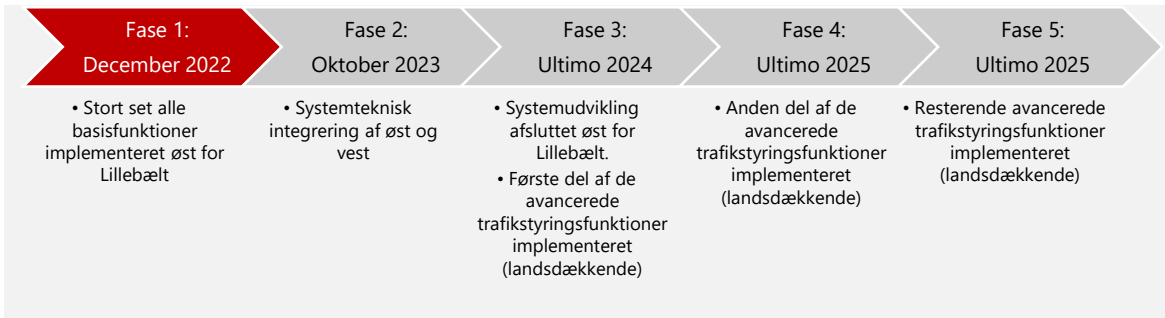 Fase 1:
December 2022
Fase 2:
Oktober 2023
Fase 3:
Ultimo 2024
Fase 4:
Ultimo 2025
Fase 5:
Ultimo 2025
• Stort set alle
basisfunktioner
implementeret øst for
Lillebælt
• Systemteknisk
integrering af øst og
vest
• Systemudvikling
afsluttet øst for
Lillebælt.
• Første del af de
avancerede
trafikstyringsfunktioner
implementeret
(landsdækkende)
• Anden del af de
avancerede
trafikstyringsfunktioner
implementeret
(landsdækkende)
• Resterende avancerede
trafikstyringsfunktioner
implementeret
(landsdækkende)